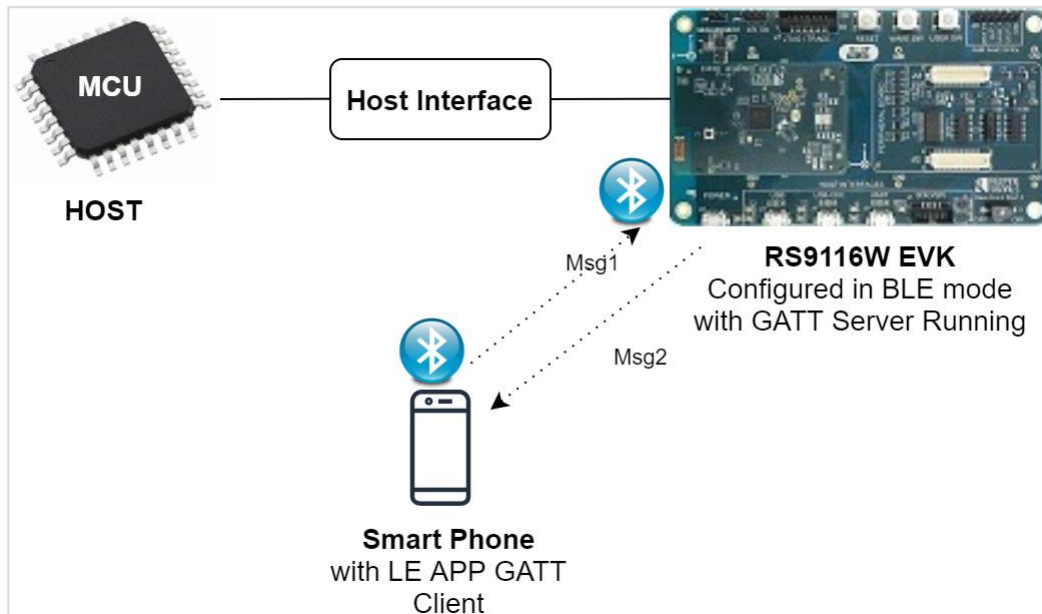 MCU
HOST
Host Interface
RS9116W EVK
Configured in BLE mode
with GATT Server Running
Msg1
Msg2
Smart Phone
with LE APP GATT
Client